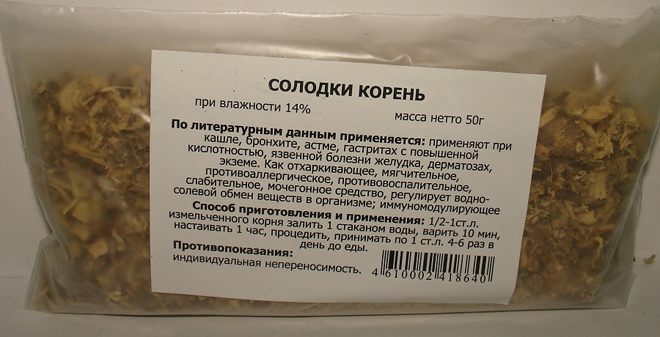 СОЛОДКИ КОРЕНЬ
при влажности 14% масса нетто 50г
По литературным данным применяется: применяют при
кашле, бронхите, астме, гастритах с повышенной
кислотностью, язвенной болезни желудка, дерматозах,
экземе. Как отхаркивающее, мягчительное,
противоаллергическое, противовоспалительное,
слабительное, мочегонное средство, регулирует водно-
солевой обмен веществ в организме; иммуномодулирующее
Способ приготовления и применения: 1/2-1ст.л.
измельченного корня залить 1 стаканом воды, варить 10 мин,
настаивать 1 час, процедить, принимать по 1 ст.л. 4-6 раз в
день до еды.
Противопоказания:
индивидуальная непереносимость.
4 610002 418640